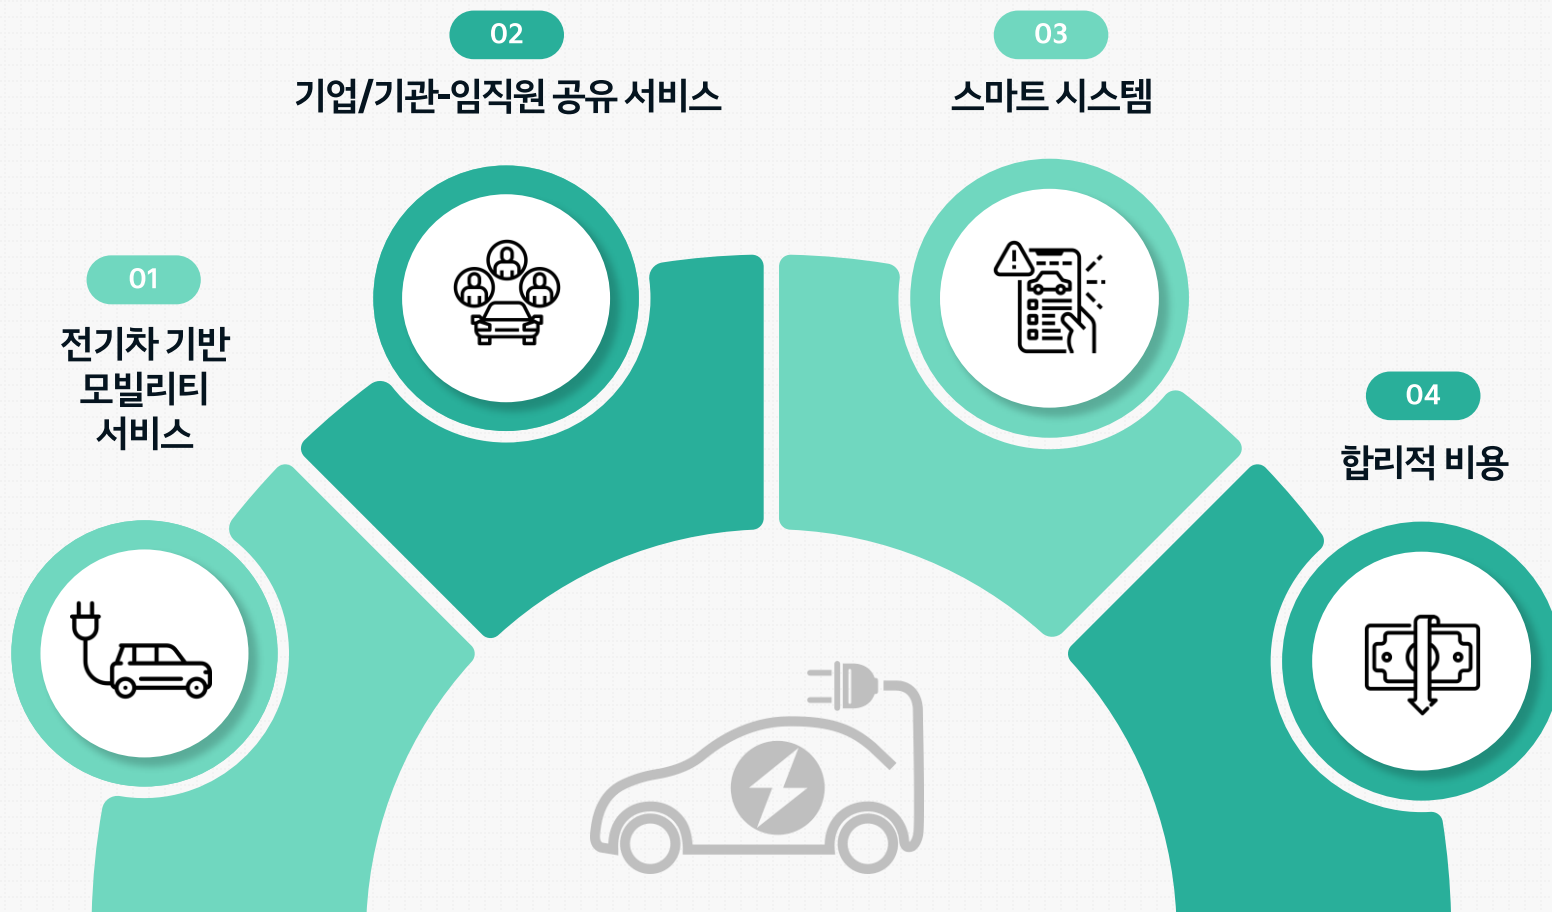 01
전기차 기반
모빌리티
서비스
02
기업/기관-임직원 공유 서비스
03
스마트 시스템
04
합리적 비용